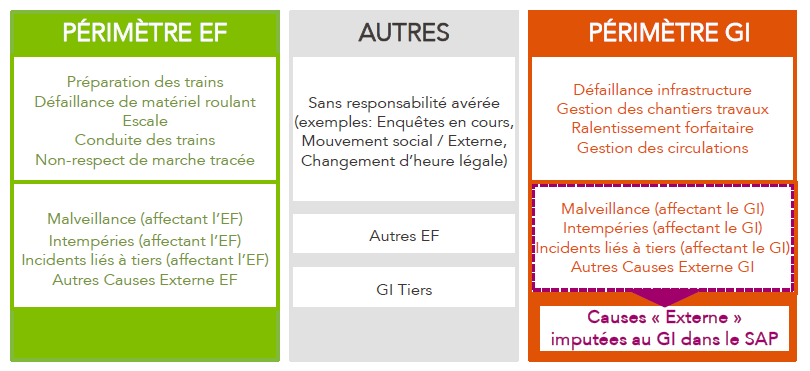 PÉRIMÈTRE EF
Préparation des trains
Défaillance de matériel roulant
Escale
Conduite des trains
Non-respect de marche tracée
Malveillance (affectant l'EF)
Intempéries (affectant l'EF)
Incidents liés à tiers (affectant l'EF)
Autres Causes Externe EF
AUTRES
Sans responsabilité avérée
(exemples: Enquêtes en cours,
Mouvement social / Externe,
Changement d'heure légale)
Autres EF
GI Tiers
PÉRIMÈTRE GI
Défaillance infrastructure
Gestion des chantiers travaux
Ralentissement forfaitaire
Gestion des circulations
Malveillance (affectant le GI)
Intempéries (affectant le GI)
Incidents liés à tiers (affectant le GI)
Autres Causes Externe GI
Causes « Externe »
imputées au GI dans le SAP